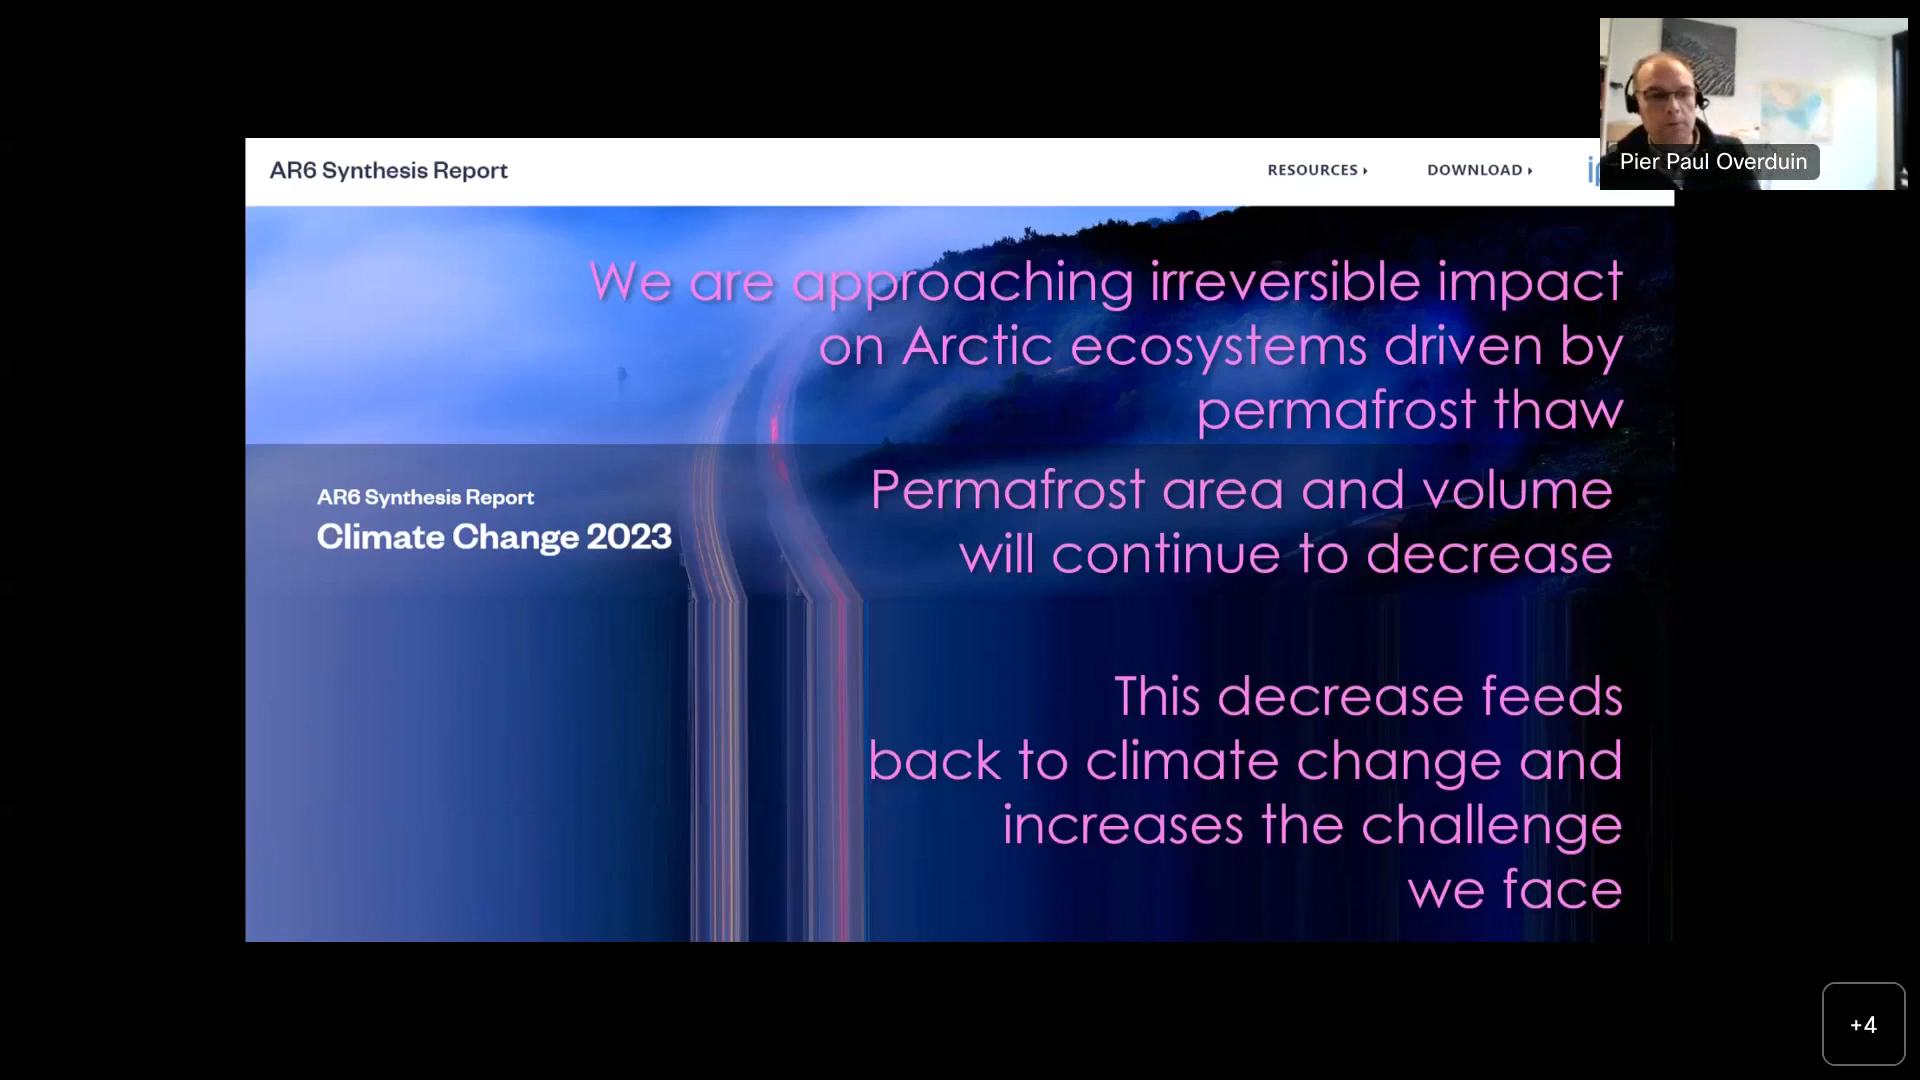 Pier Paul Overduin
AR6 Synthesis Report
RESOURCES
DOWNLOAD
We are approaching irreversible impact
on Arctic ecosystems driven by
permafrost thaw
AR6 Synthesis Report
Climate Change 2023
Permafrost area and volume
will continue to decrease
This decrease feeds
back to climate change and
increases the challenge
we face
+4